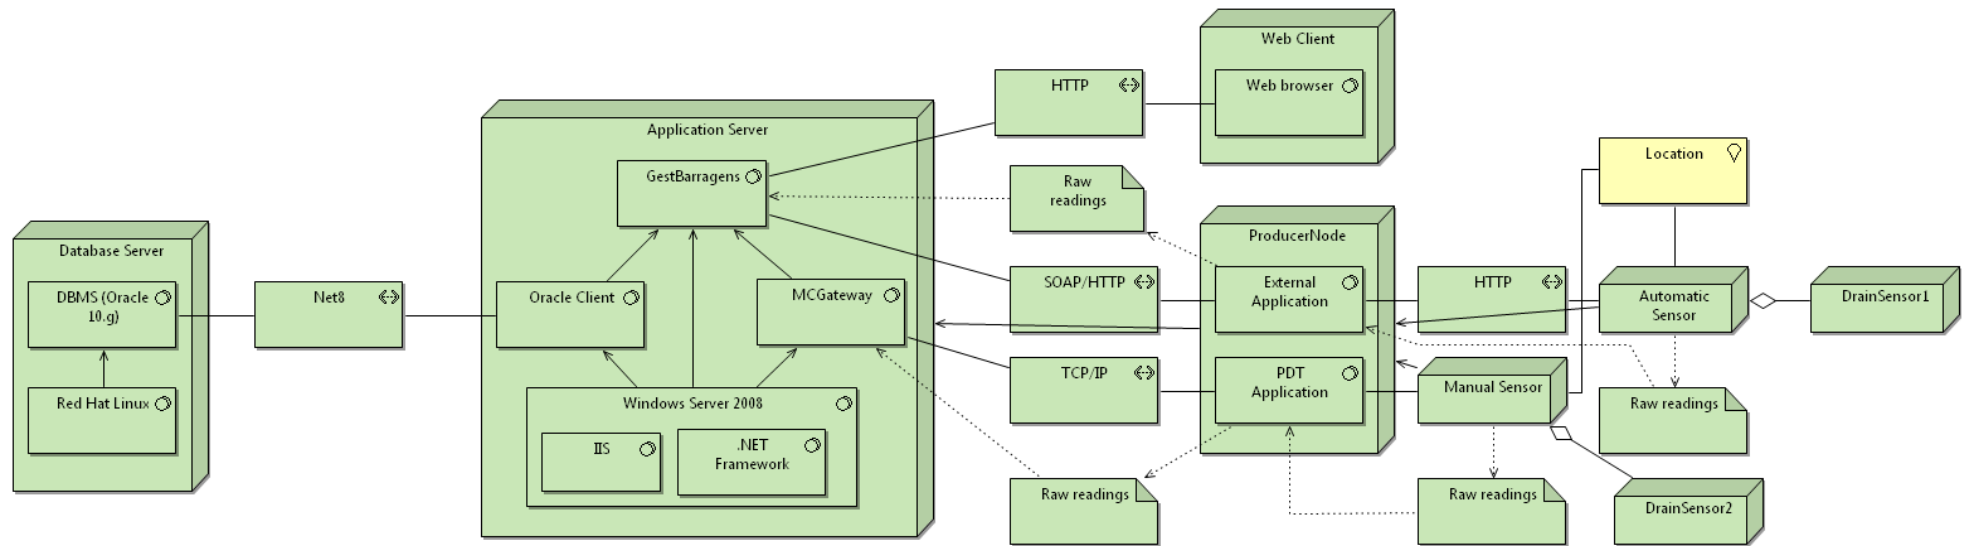 Web Client
Web browser
HTTP
Application Server
GestBarragens
Raw
readings
Location
ProducerNode
Database Server
DBMS (Oracle
10.g)
Net8
Oracle Client
MCGateway
SOAP/HTTP
External
Application
HTTP
Automatic
Sensor
DrainSensor1
TCP/IP
PDT
Application
Manual Sensor
Raw readings
Red Hat Linux
Windows Server 2008
IIS
.NET
Framework
Raw readings
Raw readings
DrainSensor2